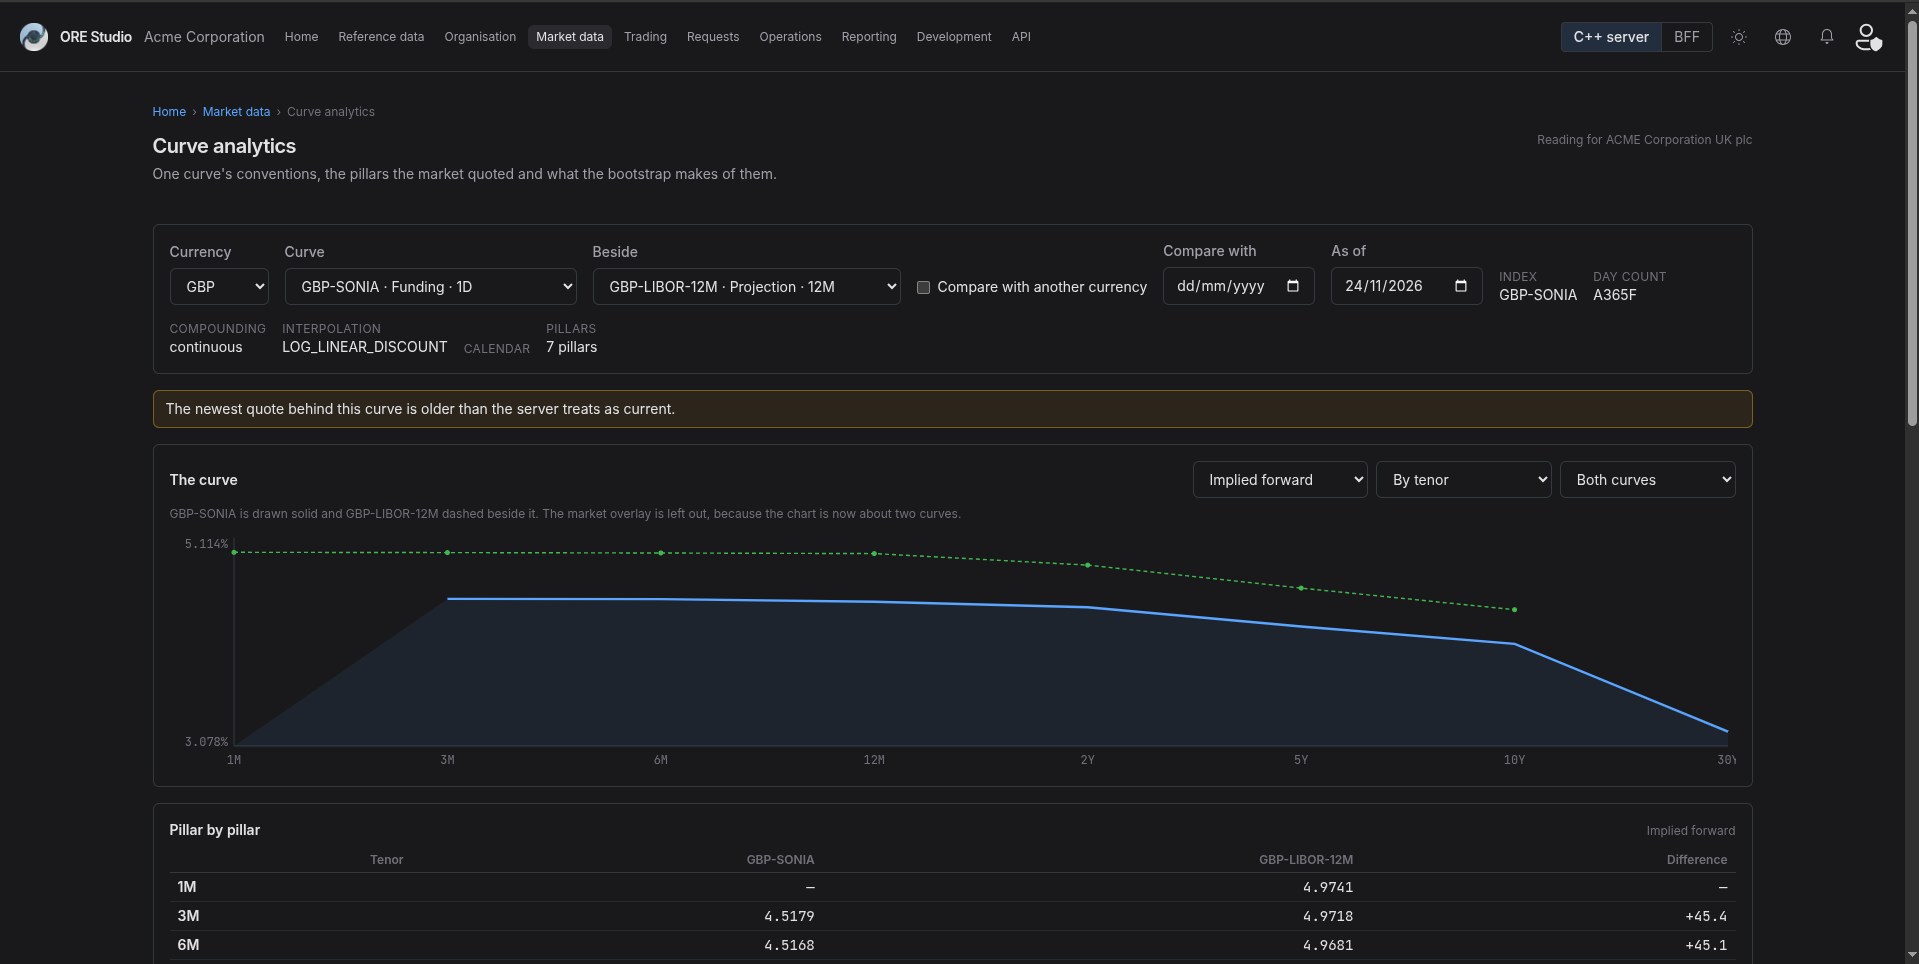 ORE Studio Acme Corporation Home Reference data Organisation Market data Trading Requests Operations Reporting Development API C++ server BFF
Home › Market data › Curve analytics
Curve analytics
Reading for ACME Corporation UK plc
One curve's conventions, the pillars the market quoted and what the bootstrap makes of them.
Currency Curve Beside Compare with As of
GBP GBP-SONIA · Funding · 1D GBP-LIBOR-12M · Projection · 12M Compare with another currency dd/mm/yyyy 24/11/2026
INDEX DAY COUNT
GBP-SONIA A365F
COMPOUNDING INTERPOLATION CALENDAR PILLARS
continuous LOG_LINEAR_DISCOUNT 7 pillars
The newest quote behind this curve is older than the server treats as current.
The curve Implied forward By tenor Both curves
GBP-SONIA is drawn solid and GBP-LIBOR-12M dashed beside it. The market overlay is left out, because the chart is now about two curves.
5.114%
3.078%
1M 3M 6M 12M 2Y 5Y 10Y 30Y
Pillar by pillar Implied forward
Tenor GBP-SONIA GBP-LIBOR-12M Difference
1M — 4.9741 —
3M 4.5179 4.9718 +45.4
6M 4.5168 4.9681 +45.1